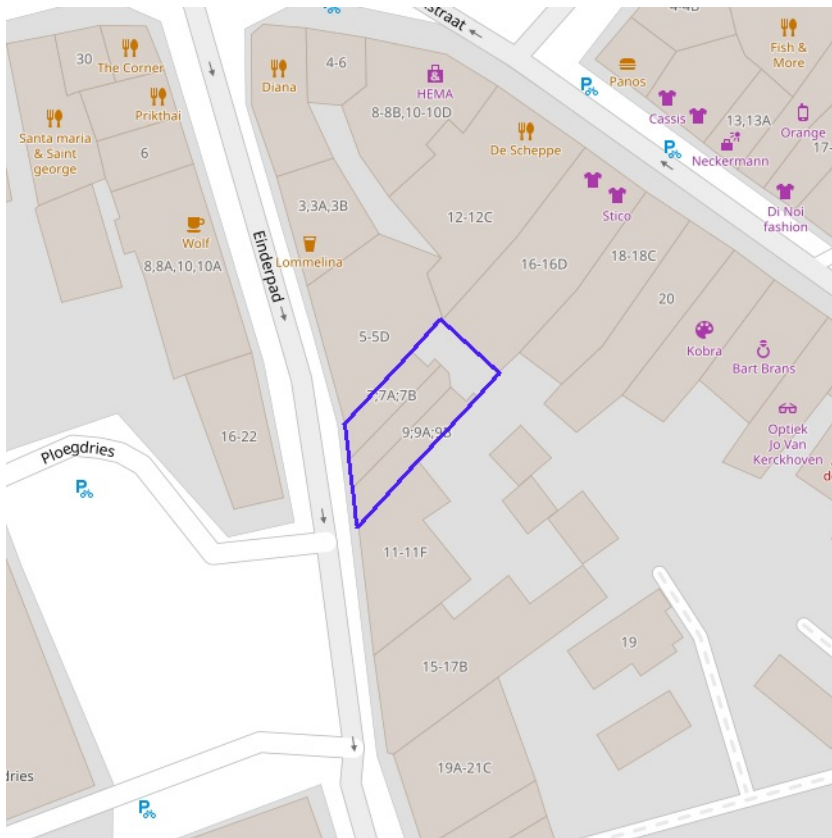 straat
4-4B
30
The Corner
Diana
4-6
HEMA
8-8B,10-10D
Panos
Fish &
More
Prikthai
Cassis
13,13A
Orange
17-
Neckermann
Santa maria
& Saint
george
6
De Scheppe
Stico
Di Noi
fashion
3,3A,3B
12-12C
Wolf
8,8A,10,10A
Lommelina
Einderpad
16-16D
18-18C
20
5-5D
Kobra
Bart Brans
7;7A;7B
9;9A;9B
Optiek
Jo Van
Kerckhoven
16-22
Ploegdries
11-11F
19
15-17B
19A-21C
dries